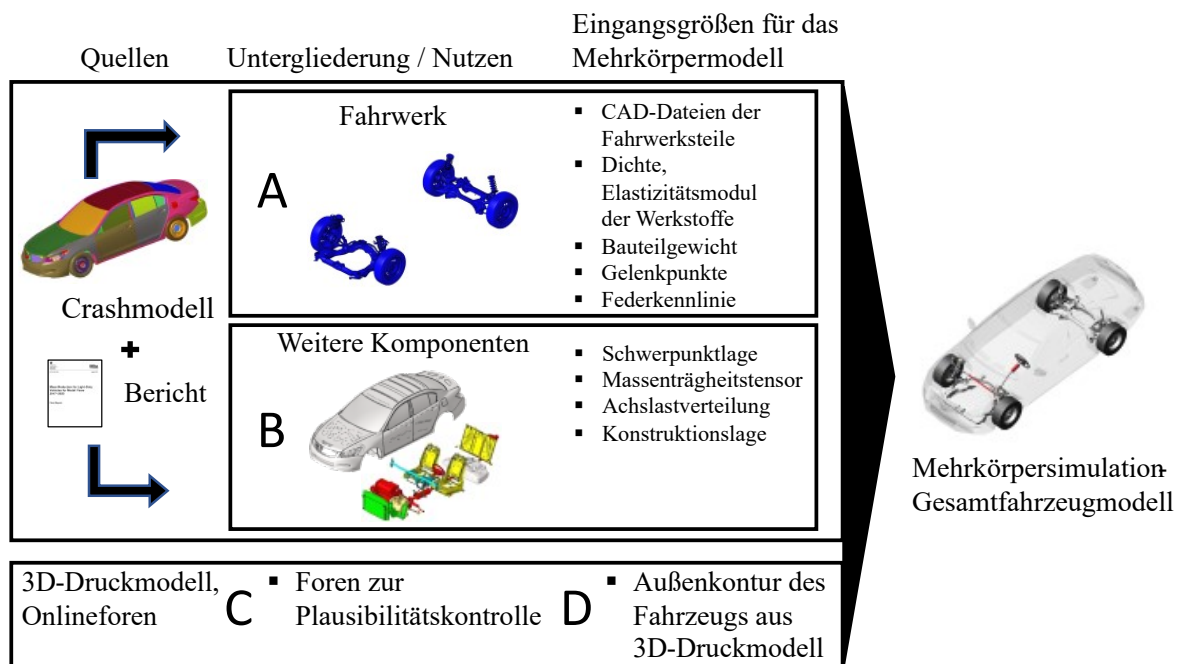 Quellen
Untergliederung / Nutzen
Eingangsgrößen für das
Mehrkörpermodell
Fahrwerk
A
▪ CAD-Dateien der
Fahrwerksteile
▪ Dichte,
Elastizitätsmodul
der Werkstoffe
▪ Bauteilgewicht
▪ Gelenkpunkte
▪ Federkennlinie
Crashmodell
+
Bericht
Weitere Komponenten
B
▪ Schwerpunktlage
▪ Massenträgheitstensor
▪ Achslastverteilung
▪ Konstruktionslage
Mehrkörpersimulation-
Gesamtfahrzeugmodell
3D-Druckmodell,
Onlineforen
C
▪ Foren zur
Plausibilitätskontrolle
D
▪ Außenkontur des
Fahrzeugs aus
3D-Druckmodell